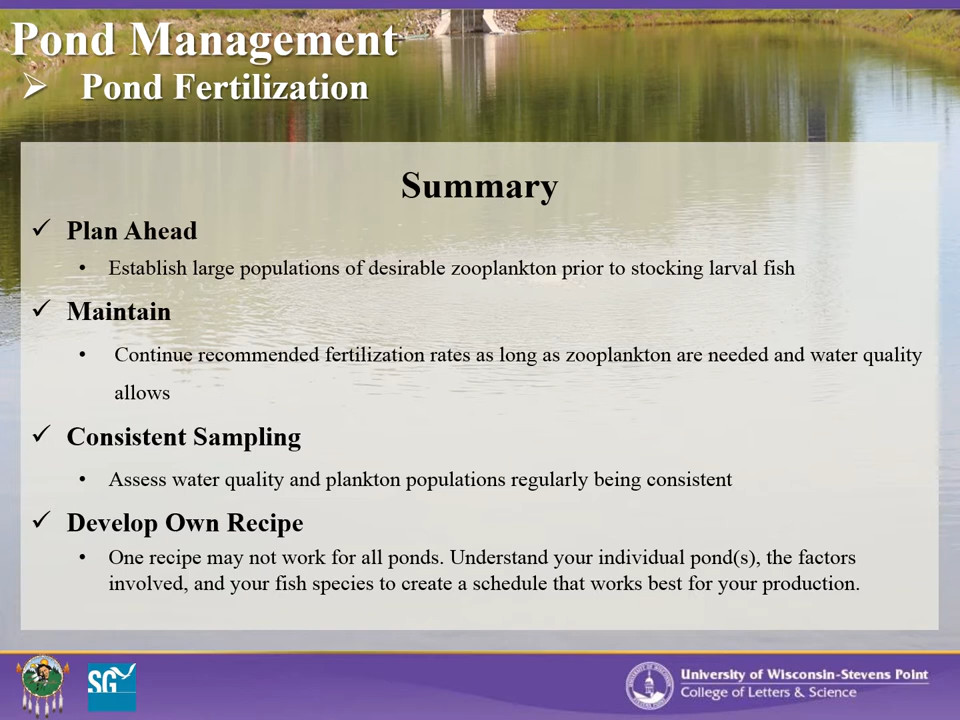 Pond Management
➢ Pond Fertilization
Summary
✓ Plan Ahead
• Establish large populations of desirable zooplankton prior to stocking larval fish
✓ Maintain
• Continue recommended fertilization rates as long as zooplankton are needed and water quality
allows
✓ Consistent Sampling
• Assess water quality and plankton populations regularly being consistent
✓ Develop Own Recipe
• One recipe may not work for all ponds. Understand your individual pond(s), the factors
involved, and your fish species to create a schedule that works best for your production.
SG
University of Wisconsin-Stevens Point
College of Letters & Science